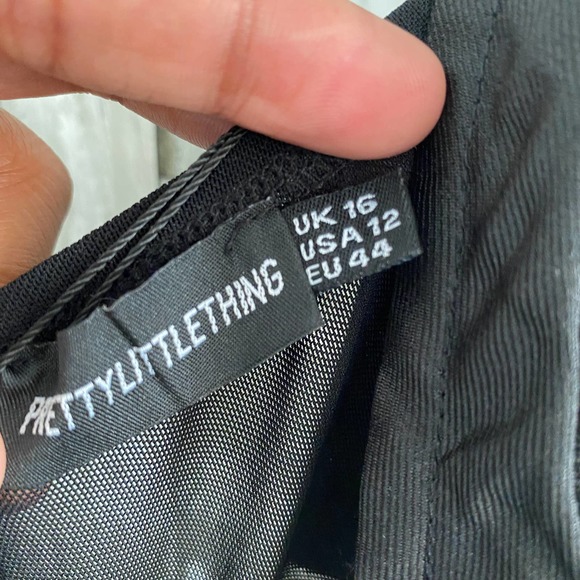 PRETTYLITTLETHING
UK 16
USA 12
EU 44